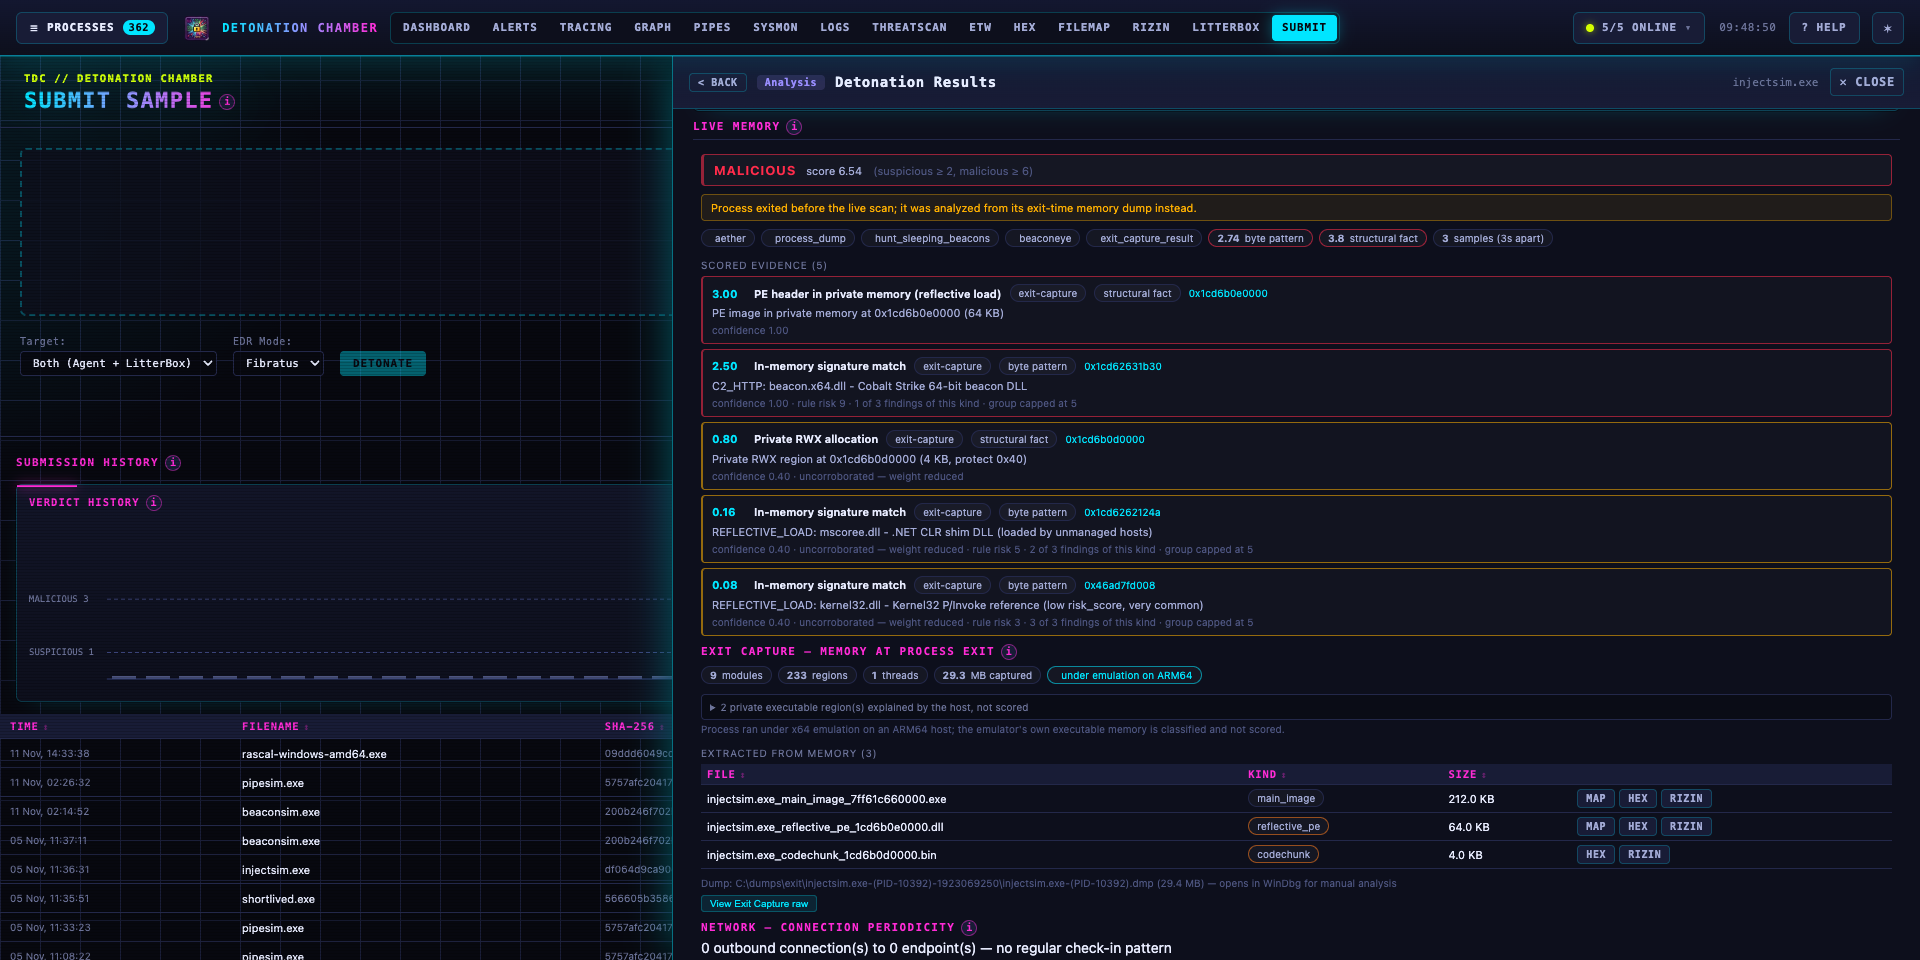 ≡ PROCESSES 362
DETONATION CHAMBER
DASHBOARD ALERTS TRACING GRAPH PIPES SYSMON LOGS THREATSCAN ETW HEX FILEMAP RIZIN LITTERBOX SUBMIT
5/5 ONLINE
09:48:50
? HELP
TDC // DETONATION CHAMBER
SUBMIT SAMPLE i
Target:
EDR Mode:
Both (Agent + LitterBox)
Fibratus
DETONATE
SUBMISSION HISTORY i
VERDICT HISTORY i
MALICIOUS 3
SUSPICIOUS 1
TIME FILENAME SHA-256
11 Nov, 14:33:38 rascal-windows-amd64.exe 09ddd6049cc
11 Nov, 02:26:32 pipesim.exe 5757afc20417
11 Nov, 02:14:52 beaconsim.exe 200b246f702
05 Nov, 11:37:11 beaconsim.exe 200b246f702
05 Nov, 11:36:31 injectsim.exe df064d9ca90
05 Nov, 11:35:51 shortlived.exe 566605b3586
05 Nov, 11:33:23 pipesim.exe 5757afc20417
05 Nov, 11:08:22 pipesim.exe 5757afc20417
< BACK Analysis Detonation Results
injectsim.exe
× CLOSE
LIVE MEMORY i
MALICIOUS score 6.54 (suspicious ≥ 2, malicious ≥ 6)
Process exited before the live scan; it was analyzed from its exit-time memory dump instead.
aether process_dump hunt_sleeping_beacons beaconeye exit_capture_result 2.74 byte pattern 3.8 structural fact 3 samples (3s apart)
SCORED EVIDENCE (5)
3.00 PE header in private memory (reflective load) exit-capture structural fact 0x1cd6b0e0000
PE image in private memory at 0x1cd6b0e0000 (64 KB)
confidence 1.00
2.50 In-memory signature match exit-capture byte pattern 0x1cd62631b30
C2_HTTP: beacon.x64.dll - Cobalt Strike 64-bit beacon DLL
confidence 1.00 · rule risk 9 · 1 of 3 findings of this kind · group capped at 5
0.80 Private RWX allocation exit-capture structural fact 0x1cd6b0d0000
Private RWX region at 0x1cd6b0d0000 (4 KB, protect 0x40)
confidence 0.40 · uncorroborated — weight reduced
0.16 In-memory signature match exit-capture byte pattern 0x1cd6262124a
REFLECTIVE_LOAD: mscoree.dll - .NET CLR shim DLL (loaded by unmanaged hosts)
confidence 0.40 · uncorroborated — weight reduced · rule risk 5 · 2 of 3 findings of this kind · group capped at 5
0.08 In-memory signature match exit-capture byte pattern 0x46ad7fd008
REFLECTIVE_LOAD: kernel32.dll - Kernel32 P/Invoke reference (low risk_score, very common)
confidence 0.40 · uncorroborated — weight reduced · rule risk 3 · 3 of 3 findings of this kind · group capped at 5
EXIT CAPTURE — MEMORY AT PROCESS EXIT i
9 modules 233 regions 1 threads 29.3 MB captured under emulation on ARM64
▶ 2 private executable region(s) explained by the host, not scored
Process ran under x64 emulation on an ARM64 host; the emulator's own executable memory is classified and not scored.
EXTRACTED FROM MEMORY (3)
FILE KIND SIZE
injectsim.exe_main_image_7ff61c660000.exe main_image 212.0 KB MAP HEX RIZIN
injectsim.exe_reflective_pe_1cd6b0e0000.dll reflective_pe 64.0 KB MAP HEX RIZIN
injectsim.exe_codechunk_1cd6b0d0000.bin codechunk 4.0 KB HEX RIZIN
Dump: C:\dumps\exit\injectsim.exe-(PID-10392)-1923069250\injectsim.exe-(PID-10392).dmp (29.4 MB) — opens in WinDbg for manual analysis
View Exit Capture raw
NETWORK — CONNECTION PERIODICITY i
0 outbound connection(s) to 0 endpoint(s) — no regular check-in pattern